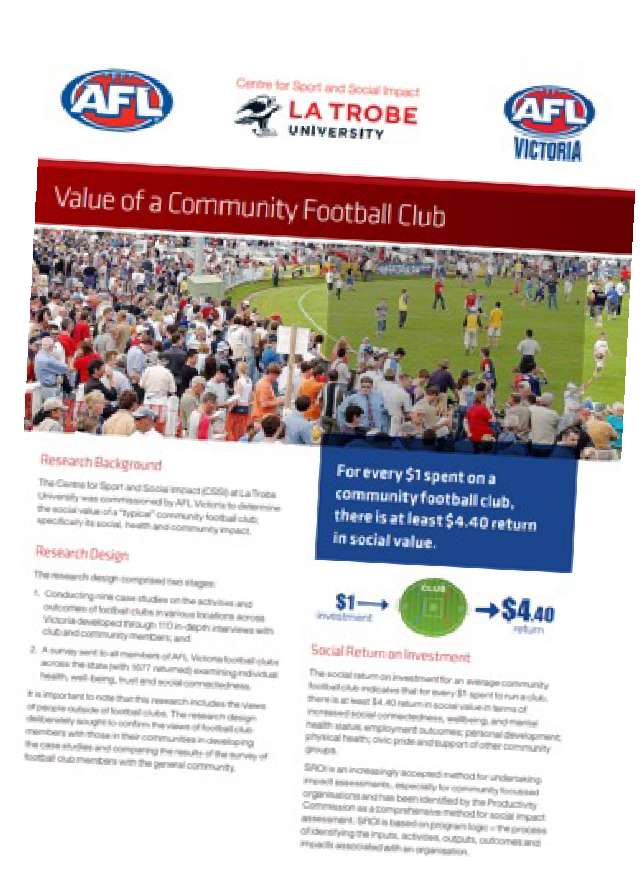 AFL
Centre for Sport and Social Impact
LA TROBE
UNIVERSITY
AFL
VICTORIA
Value of a Community Football Club
Research Background
The Centre for Sport and Social Impact (CSSI) at La Trobe
University was commissioned by AFL Victoria to determine
the social value of a "typical" community football club;
specifically its social, health and community impact.
Research Design
The research design comprised two stages:
1. Conducting nine case studies on the activities and
outcomes of football clubs in various locations across
Victoria developed through 110 in-depth interviews with
club and community members; and
2. A survey sent to all members of AFL Victoria football clubs
across the state (with 1677 returned) examining individual
health, well-being, trust and social connectedness.
It is important to note that this research includes the views
of people outside of football clubs. The research design
deliberately sought to confirm the views of football club
members with those in their communities in developing
the case studies and comparing the results of the survey of
football club members with the general community.
For every $1 spent on a
community football club,
there is at least $4.40 return
in social value.
$1
investment
CLUB
$4.40
return
Social Return on Investment
The social return on investment for an average community
football club indicates that for every $1 spent to run a club,
there is at least $4.40 return in social value in terms of
increased social connectedness, wellbeing, and mental
health status; employment outcomes; personal development;
physical health; civic pride and support of other community
groups.
SROI is an increasingly accepted method for undertaking
impact assessments, especially for community focussed
organisations and has been identified by the Productivity
Commission as a comprehensive method for social impact
assessment. SROI is based on program logic – the process
of identifying the inputs, activities, outputs, outcomes and
impacts associated with an organisation.